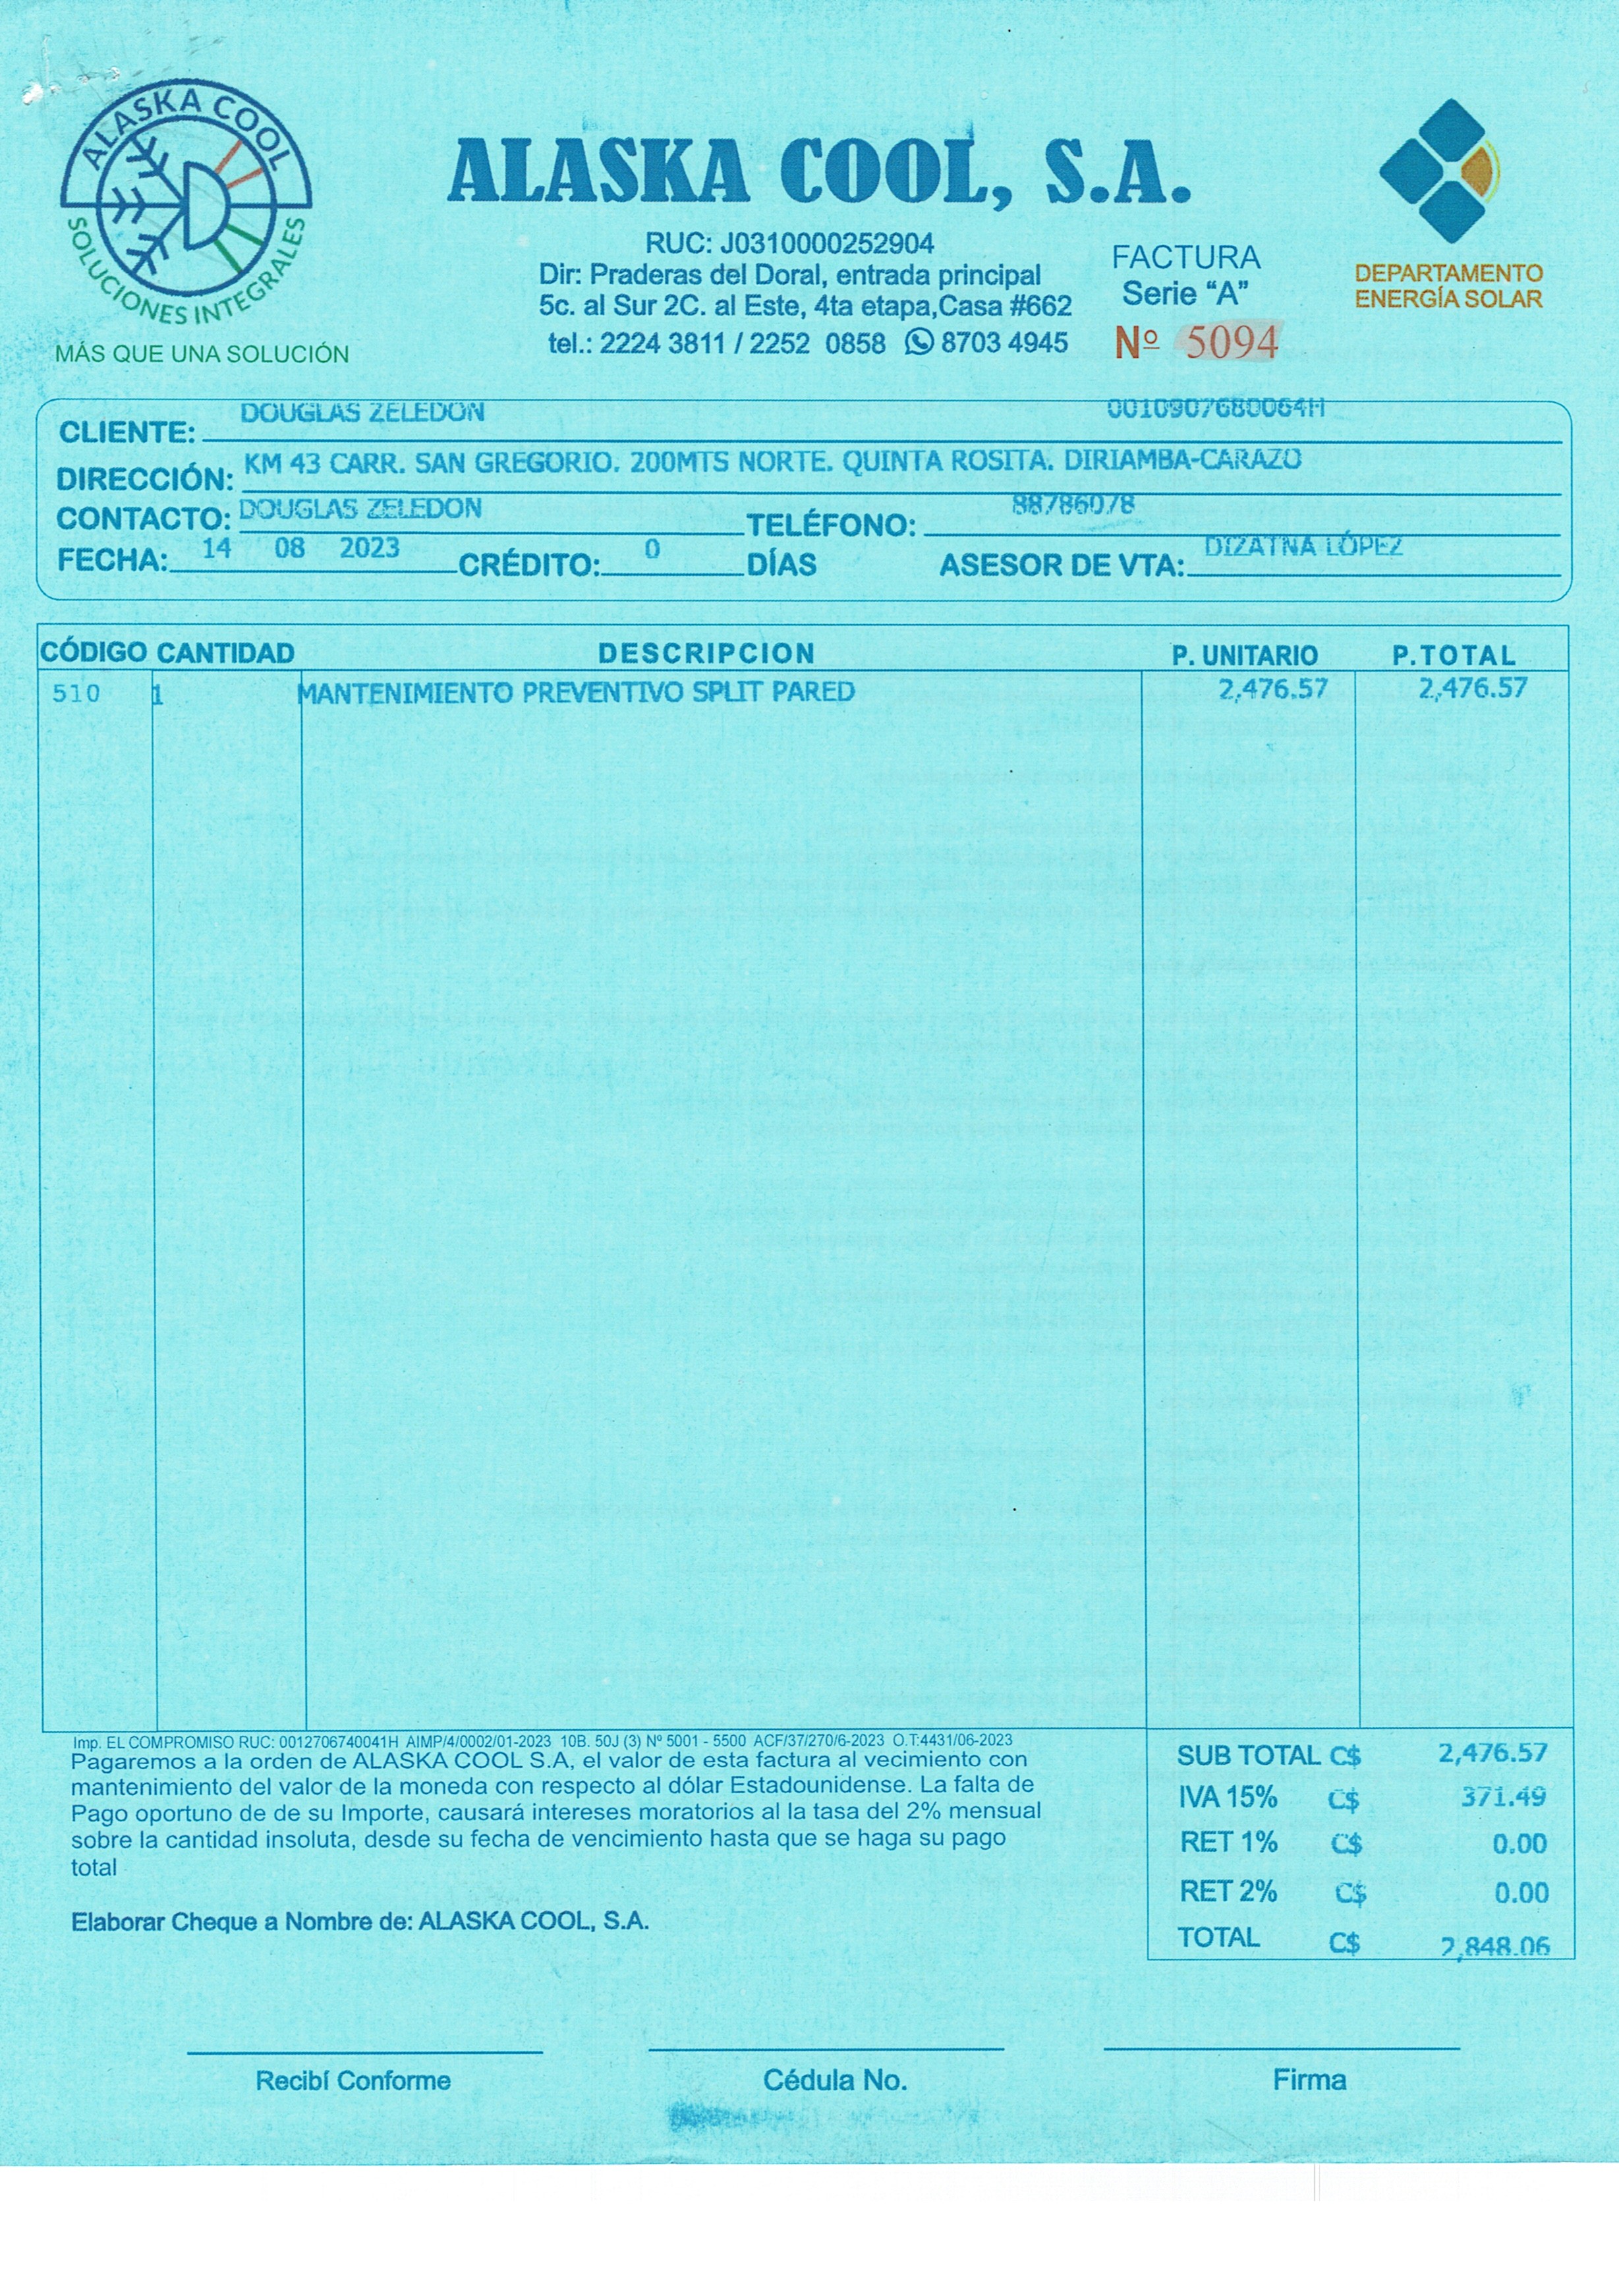 ALASKA COOL
SOLUCIONES INTEGRALES
MÁS QUE UNA SOLUCIÓN
ALASKA COOL, S.A.
RUC: J0310000252904
Dir: Praderas del Doral, entrada principal
5c. al Sur 2C. al Este, 4ta etapa,Casa #662
tel.: 2224 3811 / 2252 0858 8703 4945
FACTURA
Serie “A”
Nº 5094
DEPARTAMENTO
ENERGÍA SOLAR
CLIENTE: DOUGLAS ZELEDON 0010907680064H
DIRECCIÓN: KM 43 CARR. SAN GREGORIO. 200MTS NORTE. QUINTA ROSITA. DIRIAMBA-CARAZO
CONTACTO: DOUGLAS ZELEDON TELÉFONO: 88786078
FECHA: 14 08 2023 CRÉDITO: 0 DÍAS ASESOR DE VTA: DIZATNA LÓPEZ
CÓDIGO CANTIDAD DESCRIPCION P. UNITARIO P.TOTAL
510 1 MANTENIMIENTO PREVENTIVO SPLIT PARED 2,476.57 2,476.57
Imp. EL COMPROMISO RUC: 0012706740041H AIMP/4/0002/01-2023 10B. 50J (3) Nº 5001 - 5500 ACF/37/270/6-2023 O.T:4431/06-2023
Pagaremos a la orden de ALASKA COOL S.A, el valor de esta factura al vecimiento con
mantenimiento del valor de la moneda con respecto al dólar Estadounidense. La falta de
Pago oportuno de de su Importe, causará intereses moratorios al la tasa del 2% mensual
sobre la cantidad insoluta, desde su fecha de vencimiento hasta que se haga su pago
total
Elaborar Cheque a Nombre de: ALASKA COOL, S.A.
SUB TOTAL C$ 2,476.57
IVA 15% C$ 371.49
RET 1% C$ 0.00
RET 2% C$ 0.00
TOTAL C$ 2,848.06
Recibí Conforme
Cédula No.
Firma